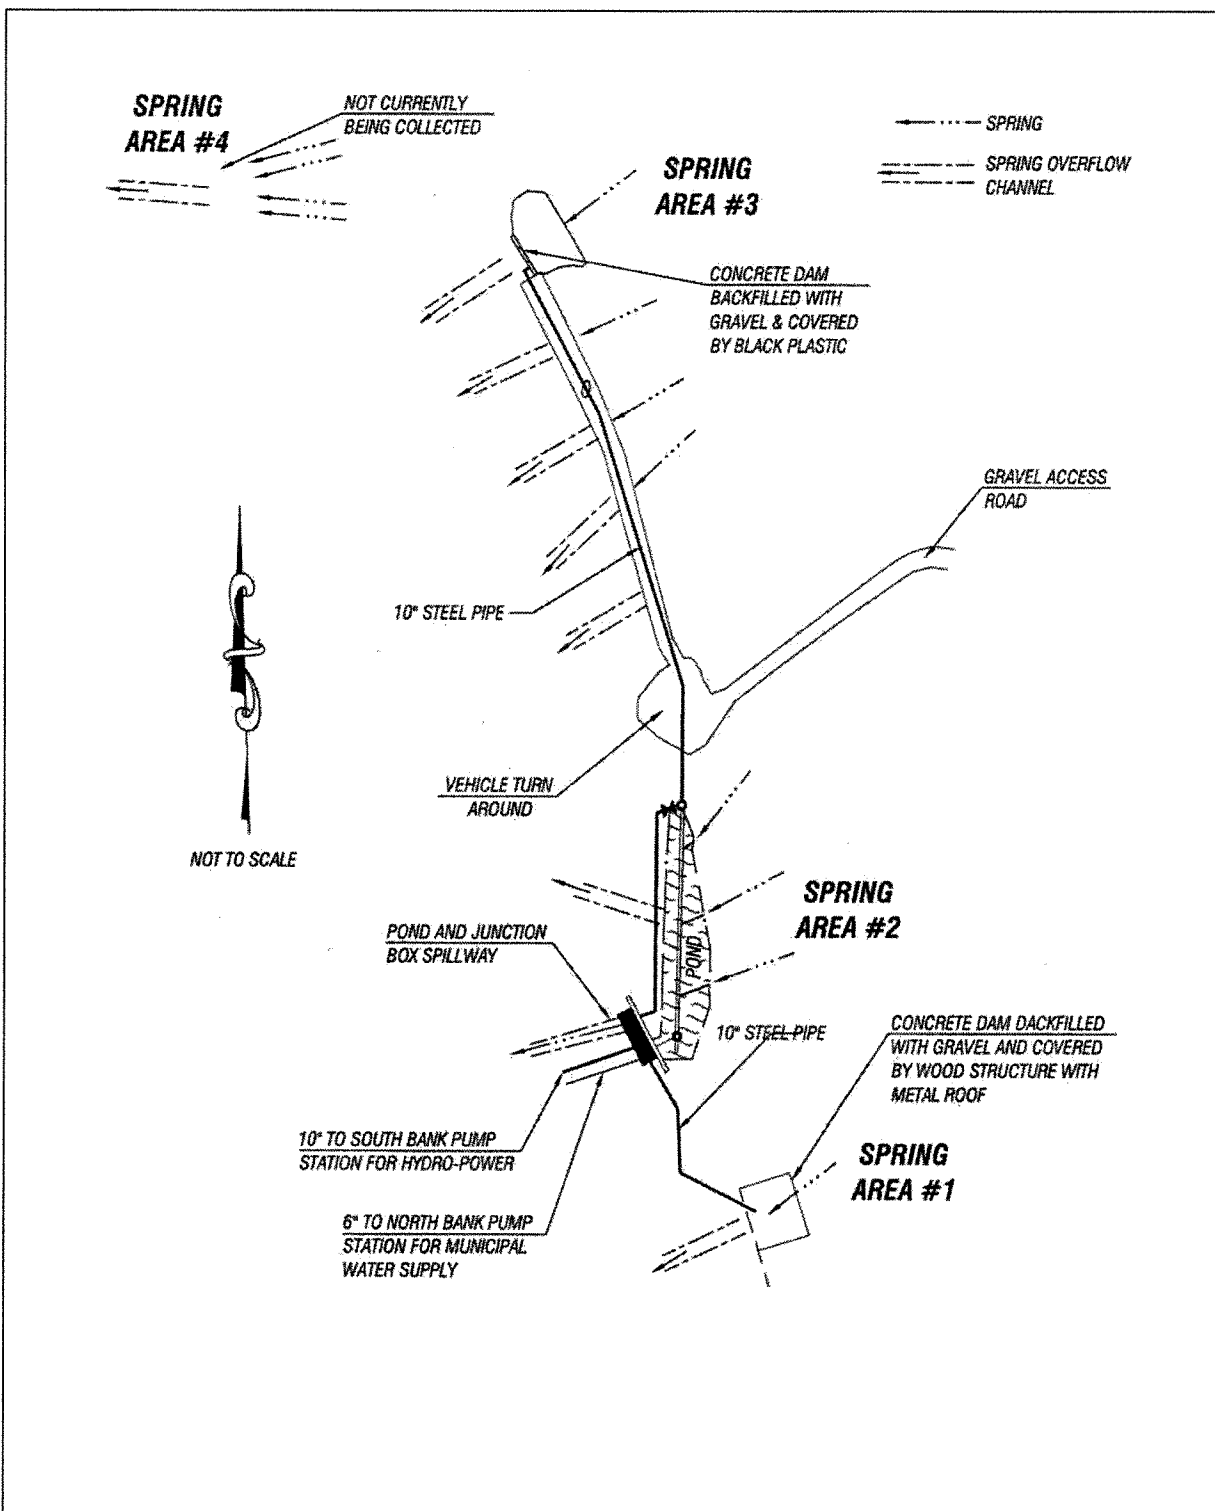 SPRING
AREA #4
NOT CURRENTLY
BEING COLLECTED
SPRING
SPRING OVERFLOW
CHANNEL
SPRING
AREA #3
CONCRETE DAM
BACKFILLED WITH
GRAVEL & COVERED
BY BLACK PLASTIC
GRAVEL ACCESS
ROAD
10" STEEL PIPE
VEHICLE TURN
AROUND
NOT TO SCALE
SPRING
AREA #2
POND AND JUNCTION
BOX SPILLWAY
POND
10" STEEL PIPE
CONCRETE DAM DACKFILLED
WITH GRAVEL AND COVERED
BY WOOD STRUCTURE WITH
METAL ROOF
10" TO SOUTH BANK PUMP
STATION FOR HYDRO-POWER
SPRING
AREA #1
6" TO NORTH BANK PUMP
STATION FOR MUNICIPAL
WATER SUPPLY